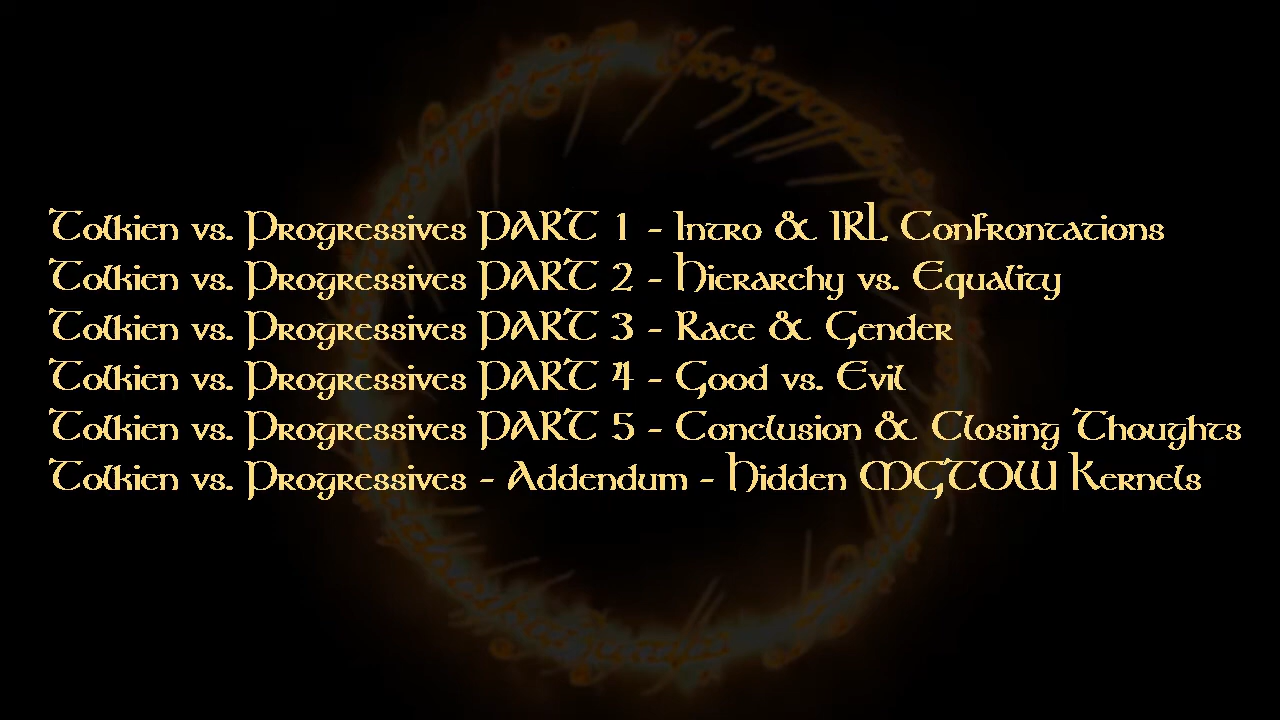 Tolkien vs. Progressives PART 1 - Intro & IRL Confrontations
Tolkien vs. Progressives PART 2 - Hierarchy vs. Equality
Tolkien vs. Progressives PART 3 - Race & Gender
Tolkien vs. Progressives PART 4 - Good vs. Evil
Tolkien vs. Progressives PART 5 - Conclusion & Closing Thoughts
Tolkien vs. Progressives - Addendum - Hidden MGTOW Kernels